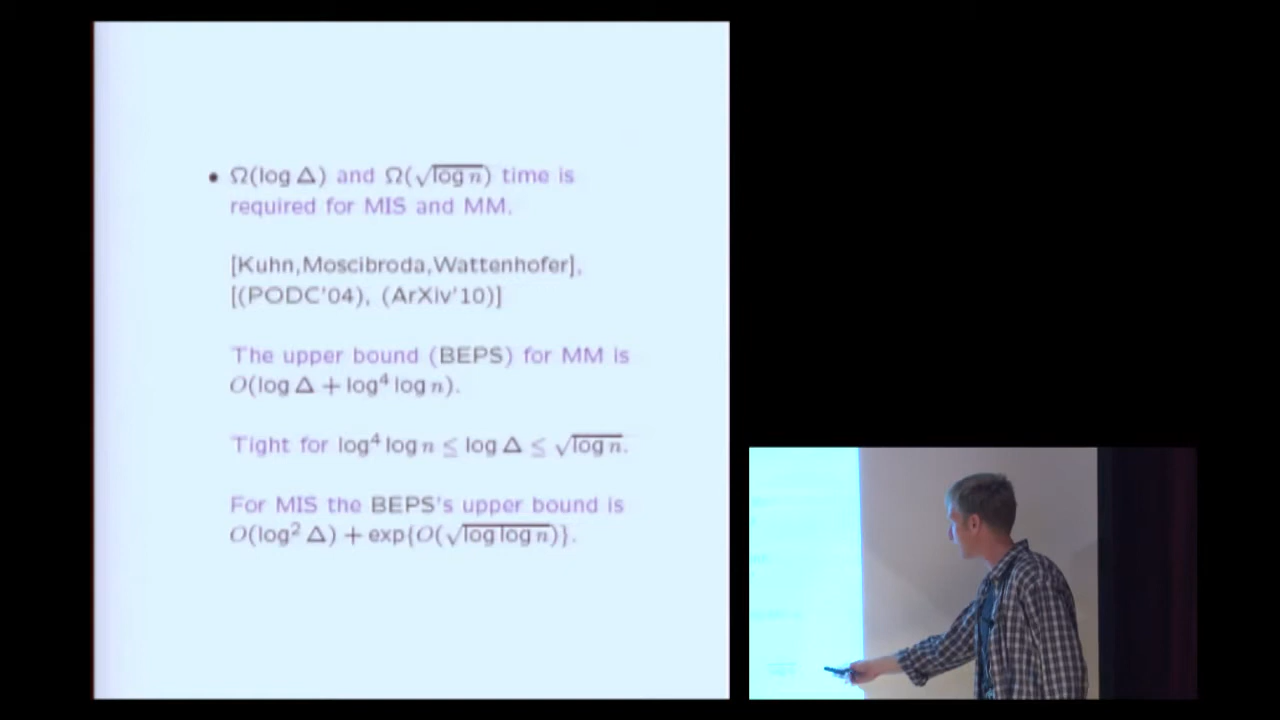 • Ω(log Δ) and Ω(√log n) time is
required for MIS and MM.
[Kuhn,Moscibroda,Wattenhofer],
[(PODC'04), (ArXiv'10)]
The upper bound (BEPS) for MM is
O(log Δ + log⁴ log n).
Tight for log⁴ log n ≤ log Δ ≤ √log n.
For MIS the BEPS's upper bound is
O(log² Δ) + exp{O(√log log n)}.